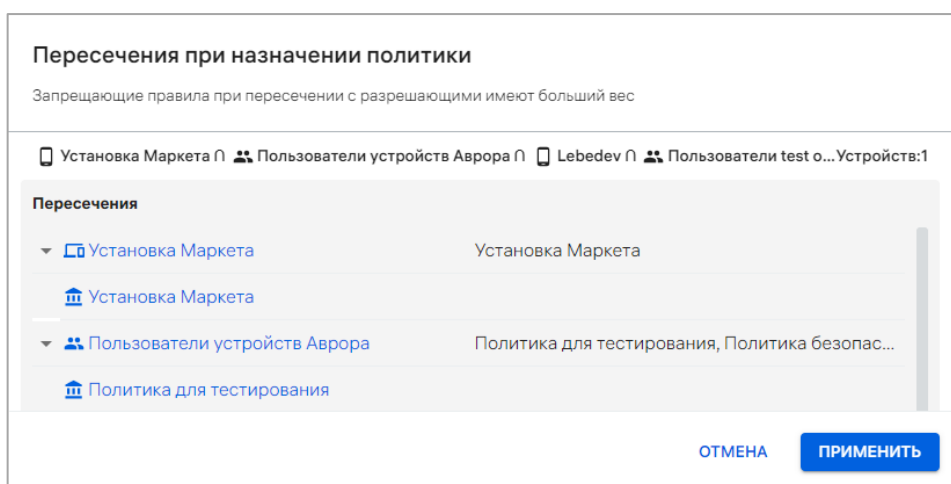 Пересечения при назначении политики
Запрещающие правила при пересечении с разрешающими имеют больший вес
Установка Маркета ∩ Пользователи устройств Аврора ∩ Lebedev ∩ Пользователи test о... Устройств:1
Пересечения
Установка Маркета Установка Маркета
Установка Маркета
Пользователи устройств Аврора Политика для тестирования, Политика безопас...
Политика для тестирования
ОТМЕНА ПРИМЕНИТЬ